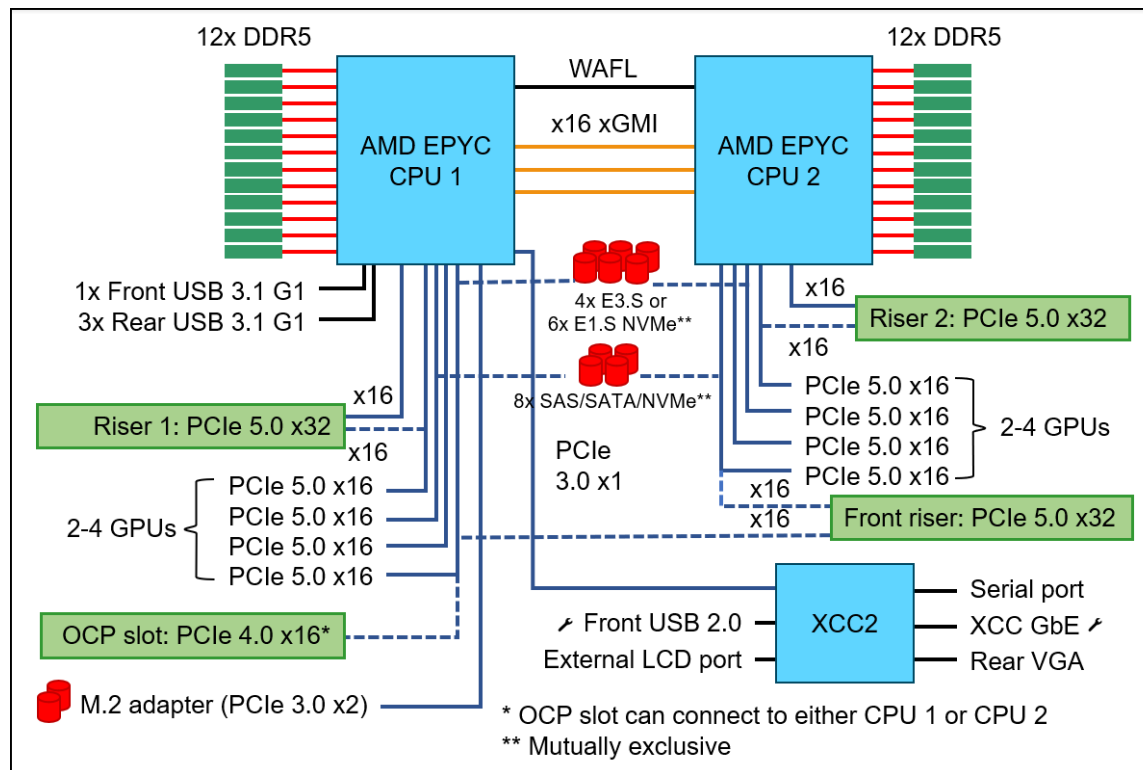 12x DDR5
12x DDR5
WAFL
x16 xGMI
AMD EPYC
CPU 1
AMD EPYC
CPU 2
1x Front USB 3.1 G1
3x Rear USB 3.1 G1
4x E3.S or
6x E1.S NVMe**
x16
Riser 2: PCIe 5.0 x32
x16
8x SAS/SATA/NVMe**
x16
Riser 1: PCIe 5.0 x32
x16
PCIe
3.0 x1
PCIe 5.0 x16
PCIe 5.0 x16
PCIe 5.0 x16
PCIe 5.0 x16
2-4 GPUs
x16
x16
Front riser: PCIe 5.0 x32
PCIe 5.0 x16
PCIe 5.0 x16
PCIe 5.0 x16
PCIe 5.0 x16
2-4 GPUs
OCP slot: PCIe 4.0 x16*
M.2 adapter (PCIe 3.0 x2)
Front USB 2.0
External LCD port
XCC2
Serial port
XCC GbE
Rear VGA
* OCP slot can connect to either CPU 1 or CPU 2
** Mutually exclusive